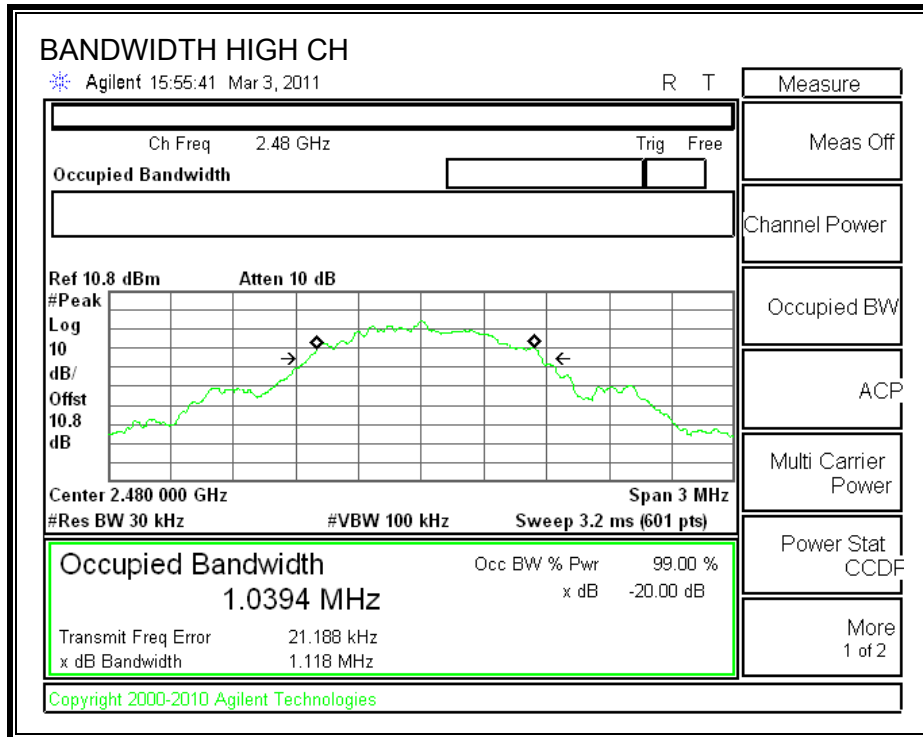 BANDWIDTH HIGH CH
Agilent 15:55:41 Mar 3, 2011 R T
Measure
Ch Freq 2.48 GHz Trig Free
Meas Off
Occupied Bandwidth
Channel Power
Ref 10.8 dBm Atten 10 dB
#Peak
Log
10
dB/
Offst
10.8
dB
Occupied BW
ACP
Multi Carrier
Power
Center 2.480 000 GHz Span 3 MHz
#Res BW 30 kHz #VBW 100 kHz Sweep 3.2 ms (601 pts)
Power Stat
CCDF
Occupied Bandwidth Occ BW % Pwr 99.00 %
1.0394 MHz x dB -20.00 dB
Transmit Freq Error 21.188 kHz
x dB Bandwidth 1.118 MHz
More
1 of 2
Copyright 2000-2010 Agilent Technologies